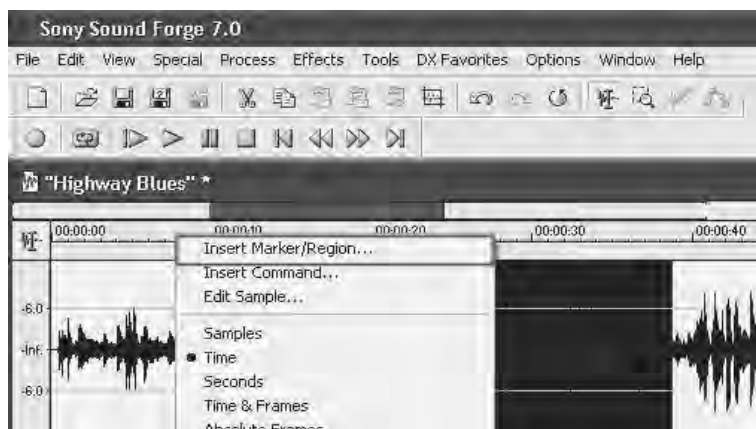 Sony Sound Forge 7.0
File Edit View Special Process Effects Tools DX Favorites Options Window Help
"Highway Blues" *
00:00:00 00:00:10 00:00:20 00:00:30 00:00:40
Insert Marker/Region...
Insert Command...
Edit Sample...
-6.0
Samples
-Inf.
Time
Seconds
-6.0
Time & Frames
Absolute Frames